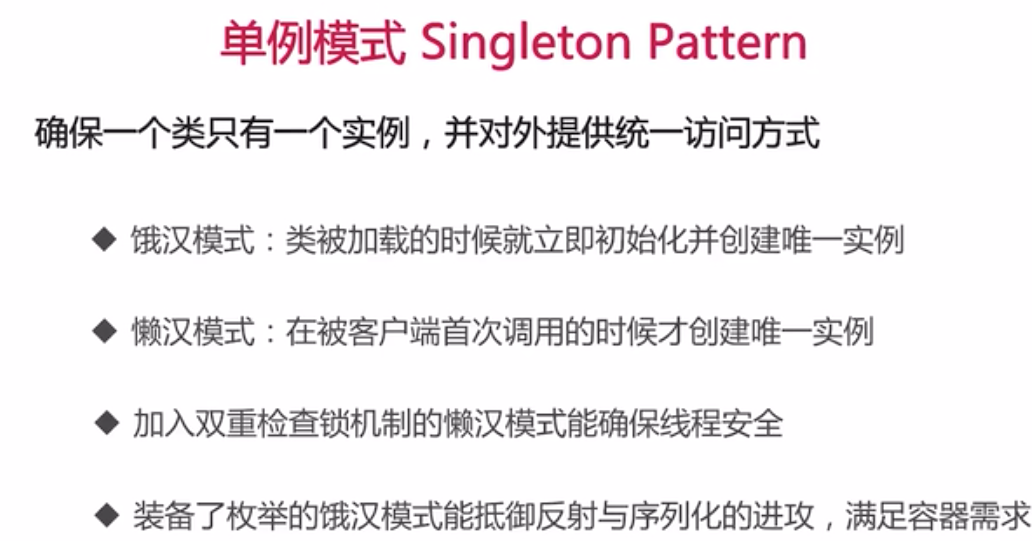 单例模式 Singleton Pattern
确保一个类只有一个实例，并对外提供统一访问方式
◆ 饿汉模式：类被加载的时候就立即初始化并创建唯一实例
◆ 懒汉模式：在被客户端首次调用的时候才创建唯一实例
◆ 加入双重检查锁机制的懒汉模式能确保线程安全
◆ 装备了枚举的饿汉模式能抵御反射与序列化的进攻，满足容器需求